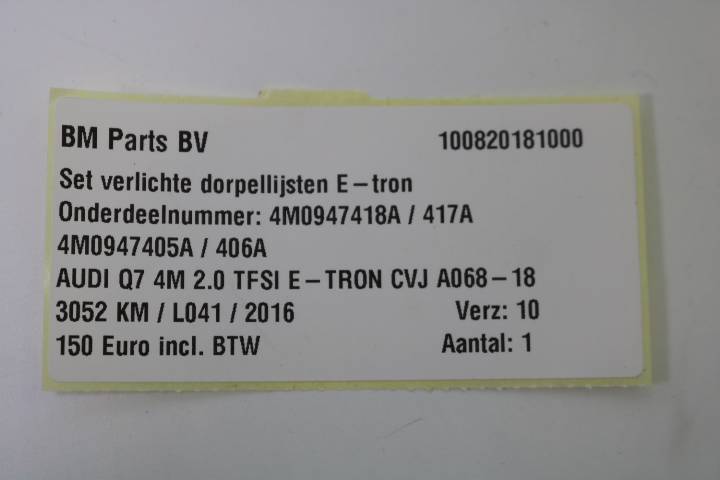 BM Parts BV 100820181000
Set verlichte dorpellijsten E-tron
Onderdeelnummer: 4M0947418A / 417A
4M0947405A / 406A
AUDI Q7 4M 2.0 TFSI E-TRON CVJ A068-18
3052 KM / L041 / 2016 Verz: 10
150 Euro incl. BTW Aantal: 1